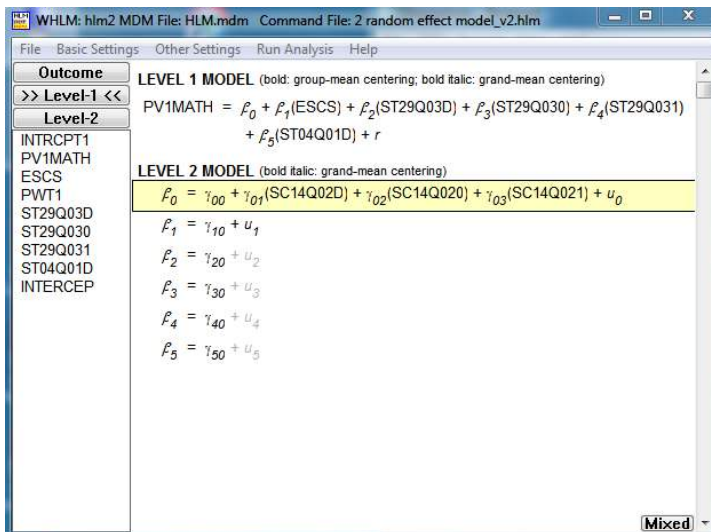 WHLM: hlm2 MDM File: HLM.mdm Command File: 2 random effect model_v2.hlm
File Basic Settings Other Settings Run Analysis Help
Outcome
>> Level-1 <<
Level-2
INTRCPT1
PV1MATH
ESCS
PWT1
ST29Q03D
ST29Q030
ST29Q031
ST04Q01D
INTERCEP
LEVEL 1 MODEL (bold: group-mean centering; bold italic: grand-mean centering)
PV1MATH = β₀ + β₁(ESCS) + β₂(ST29Q03D) + β₃(ST29Q030) + β₄(ST29Q031)
+ β₅(ST04Q01D) + r
LEVEL 2 MODEL (bold italic: grand-mean centering)
β₀ = γ₀₀ + γ₀₁(SC14Q02D) + γ₀₂(SC14Q020) + γ₀₃(SC14Q021) + u₀
β₁ = γ₁₀ + u₁
β₂ = γ₂₀ + u₂
β₃ = γ₃₀ + u₃
β₄ = γ₄₀ + u₄
β₅ = γ₅₀ + u₅
Mixed